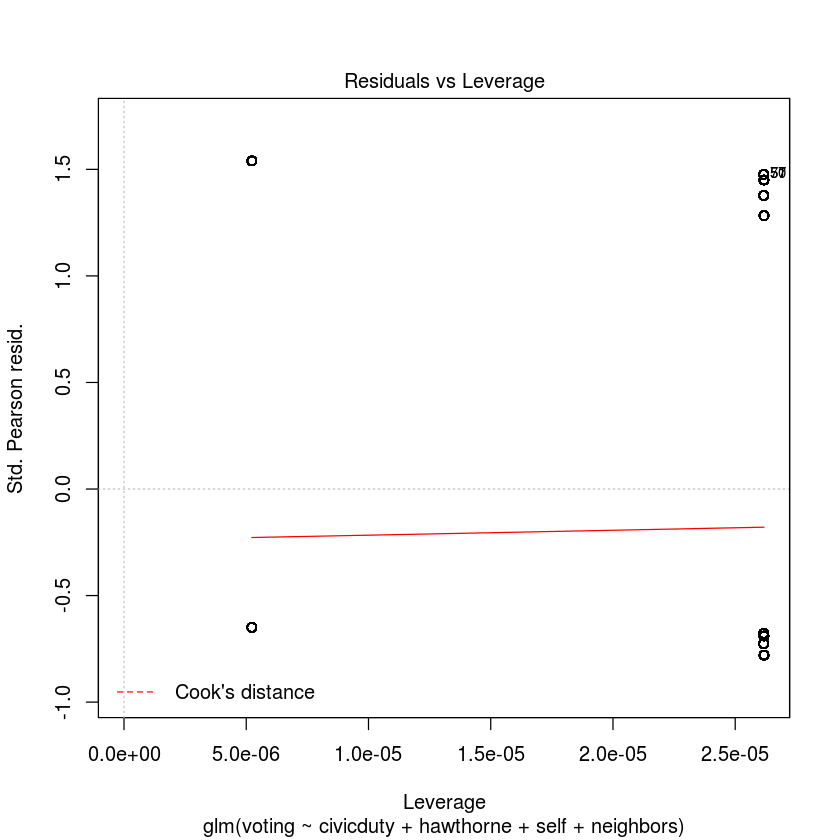 Residuals vs Leverage
Std. Pearson resid.
1.5
1.0
0.5
0.0
-0.5
-1.0
Cook's distance
0.0e+00 5.0e-06 1.0e-05 1.5e-05 2.0e-05 2.5e-05
Leverage
glm(voting ~ civicduty + hawthorne + self + neighbors)